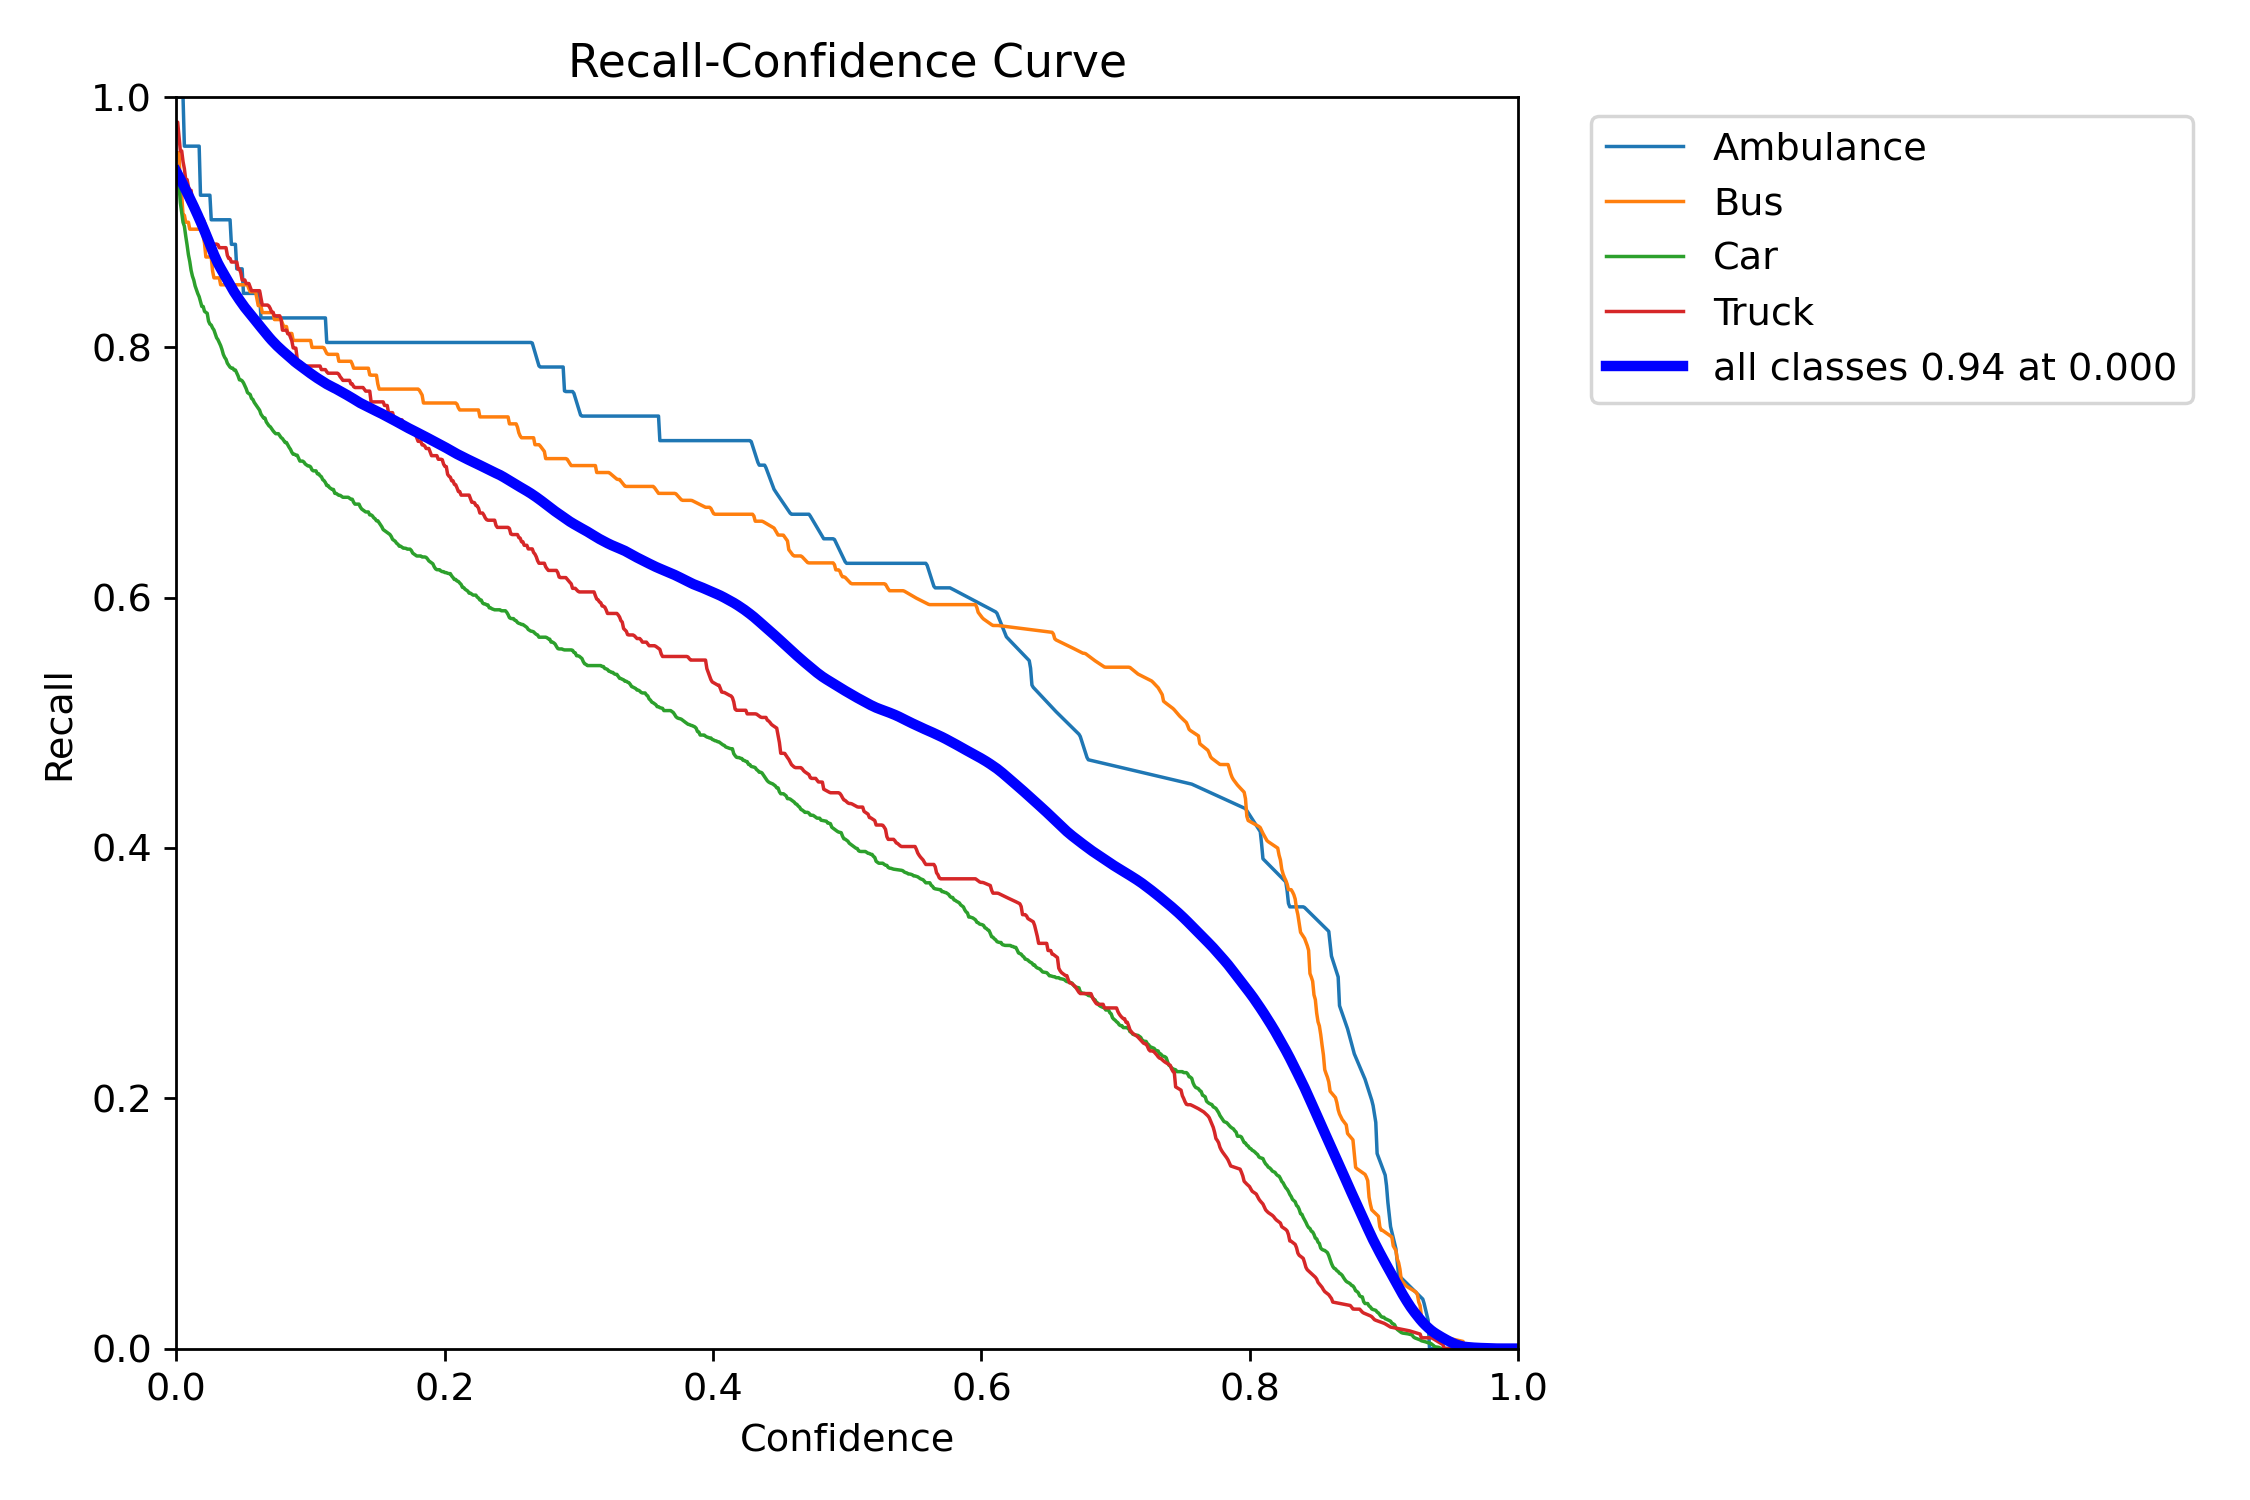 Recall-Confidence Curve
1.0
0.8
0.6
0.4
0.2
0.0
Recall
0.0 0.2 0.4 0.6 0.8 1.0
Confidence
Ambulance
Bus
Car
Truck
all classes 0.94 at 0.000